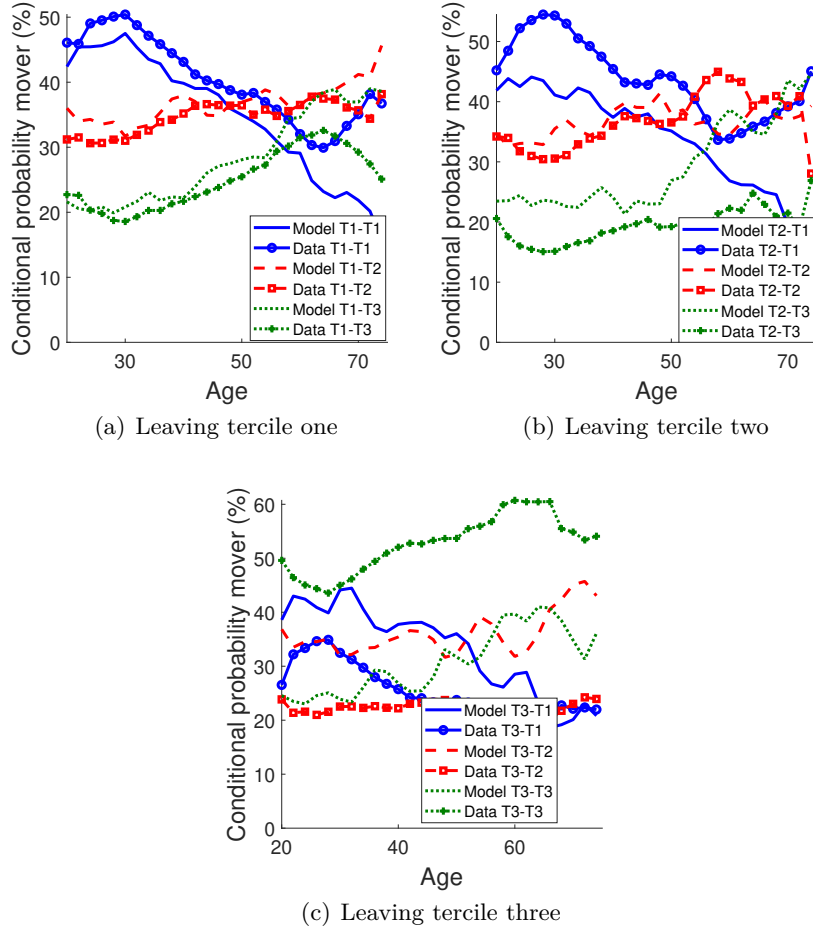 Conditional probability mover (%)
50
40
30
20
10
0
30
50
70
Age
Model T1-T1
Data T1-T1
Model T1-T2
Data T1-T2
Model T1-T3
Data T1-T3
(a) Leaving tercile one
Conditional probability mover (%)
50
40
30
20
10
0
30
50
70
Age
Model T2-T1
Data T2-T1
Model T2-T2
Data T2-T2
Model T2-T3
Data T2-T3
(b) Leaving tercile two
Conditional probability mover (%)
60
50
40
30
20
10
0
20
40
60
Age
Model T3-T1
Data T3-T1
Model T3-T2
Data T3-T2
Model T3-T3
Data T3-T3
(c) Leaving tercile three